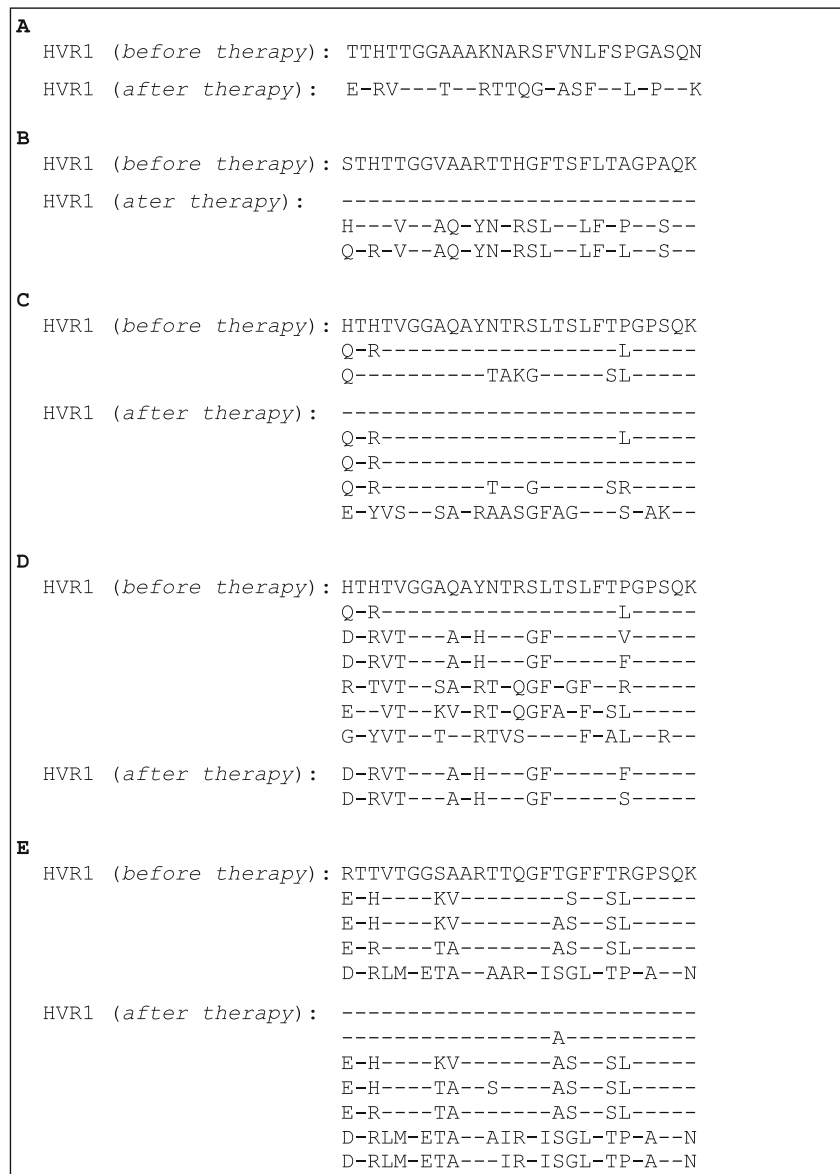 A
HVR1 (before therapy): TTHTTGGAAAKNARSFVNLFSPGASQN
HVR1 (after therapy): E-RV---T--RTTQG-ASF--L-P--K
B
HVR1 (before therapy): STHTTGGVAARTTHGFTSFLTAGPAQK
HVR1 (ater therapy): ---------------------------
H---V--AQ-YN-RSL--LF-P--S--
Q-R-V--AQ-YN-RSL--LF-L--S--
C
HVR1 (before therapy): HTHTVGGAQAYNTRSLTSLFTPGPSQK
Q-R------------------L-----
Q----------TAKG-----SL-----
HVR1 (after therapy): ---------------------------
Q-R------------------L-----
Q-R------------------------
Q-R--------T--G-----SR-----
E-YVS--SA-RAASGFAG---S-AK--
D
HVR1 (before therapy): HTHTVGGAQAYNTRSLTSLFTPGPSQK
Q-R------------------L-----
D-RVT---A-H---GF-----V-----
D-RVT---A-H---GF-----F-----
R-TVT--SA-RT-QGF-GF--R-----
E--VT--KV-RT-QGFA-F-SL-----
G-YVT--T--RTVS----F-AL--R--
HVR1 (after therapy): D-RVT---A-H---GF-----F-----
D-RVT---A-H---GF-----S-----
E
HVR1 (before therapy): RTTVTGGSAARTTQGFTGFFTRGPSQK
E-H----KV--------S--SL-----
E-H----KV-------AS--SL-----
E-R----TA-------AS--SL-----
D-RLM-ETA--AAR-ISGL-TP-A--N
HVR1 (after therapy): ---------------------------
----------------A----------
E-H----KV-------AS--SL-----
E-H----TA--S----AS--SL-----
E-R----TA-------AS--SL-----
D-RLM-ETA--AIR-ISGL-TP-A--N
D-RLM-ETA---IR-ISGL-TP-A--N